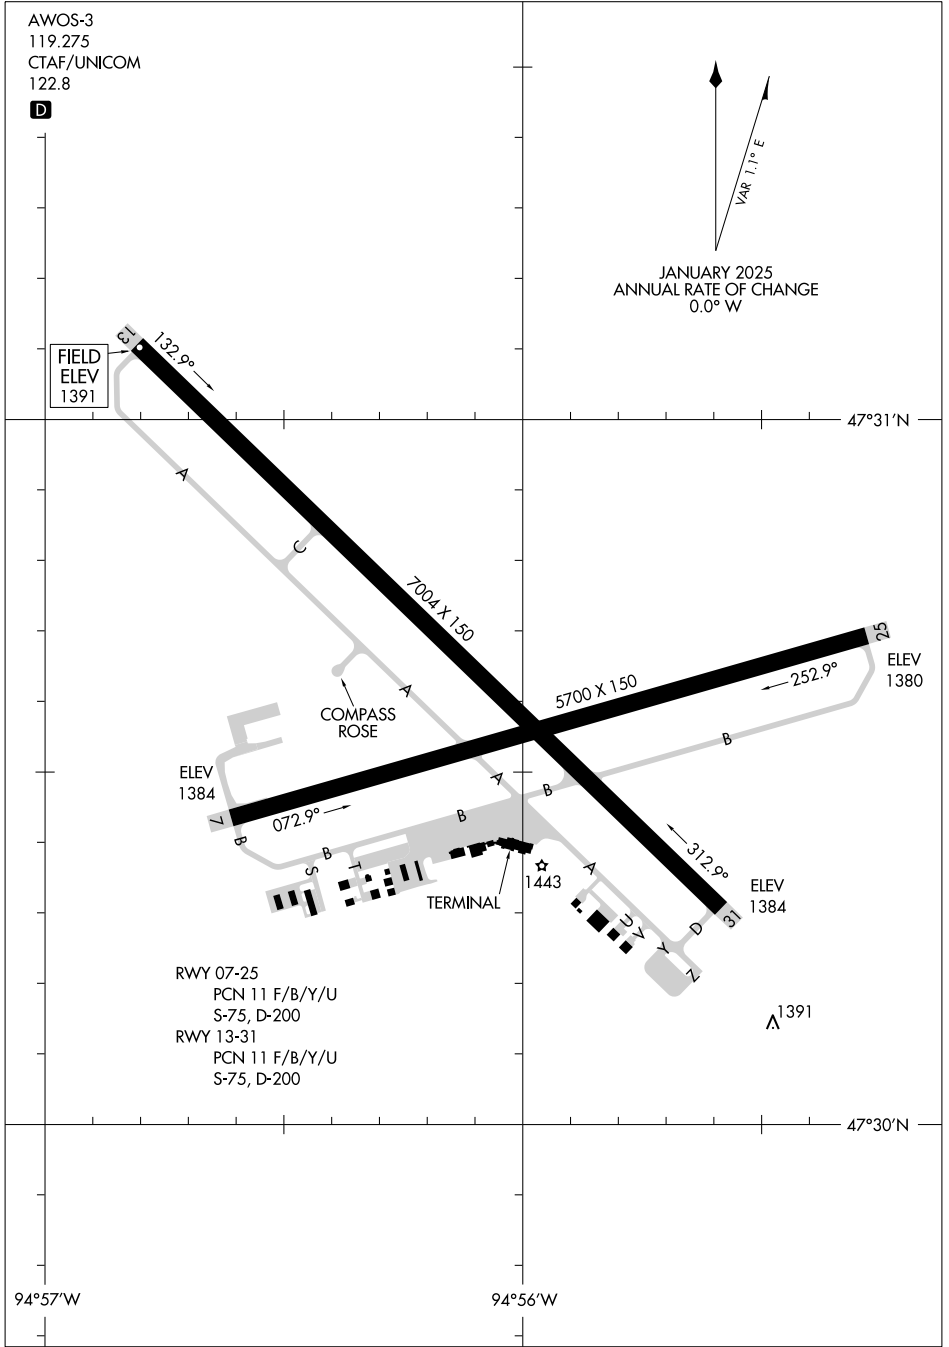 AWOS-3
119.275
CTAF/UNICOM
122.8
D
VAR 1.1° E
JANUARY 2025
ANNUAL RATE OF CHANGE
0.0° W
13
132.9°
FIELD
ELEV
1391
47°31'N
A
C
7004 X 150
25
ELEV
1380
252.9°
5700 X 150
A
COMPASS
ROSE
B
ELEV
1384
A
B
7
072.9°
B
B
B
S
T
TERMINAL
1443
A
312.9°
ELEV
1384
31
U
V
D
Y
Z
RWY 07-25
PCN 11 F/B/Y/U
S-75, D-200
RWY 13-31
PCN 11 F/B/Y/U
S-75, D-200
1391
47°30'N
94°57'W
94°56'W